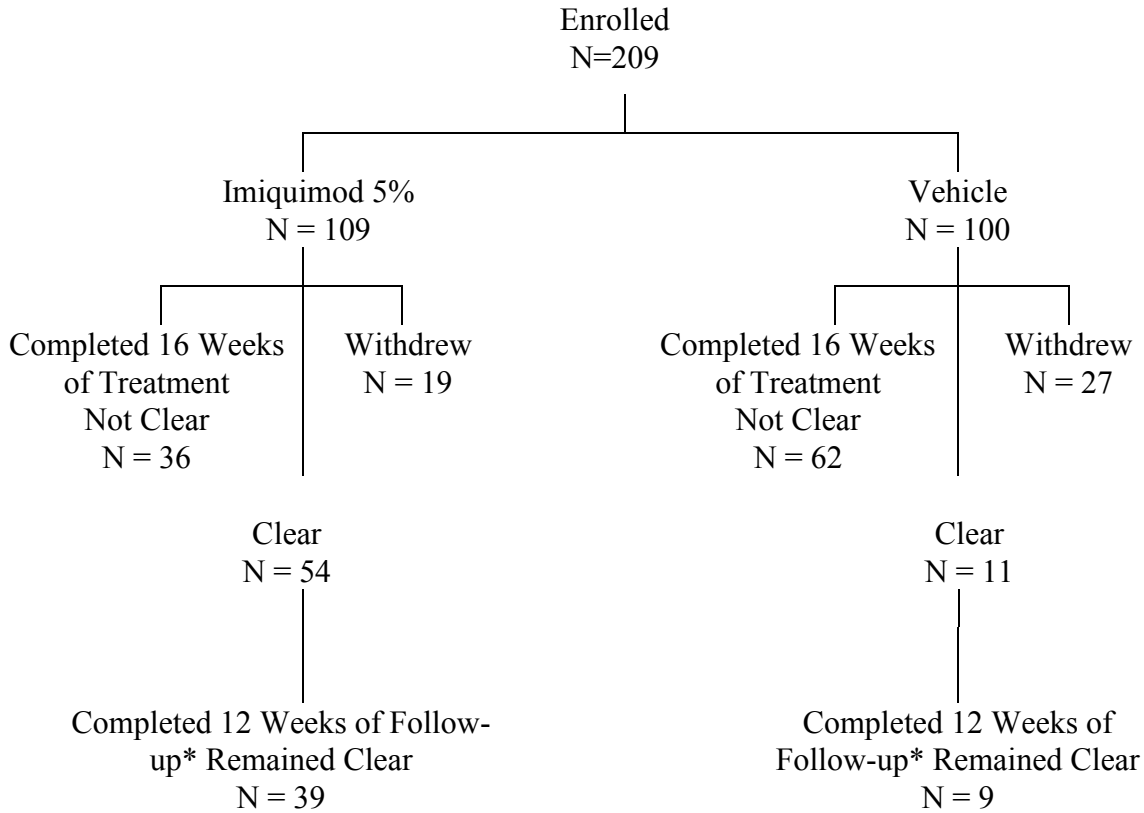 Enrolled
N=209
Imiquimod 5%
N = 109
Vehicle
N = 100
Completed 16 Weeks
of Treatment
Not Clear
N = 36
Withdrew
N = 19
Completed 16 Weeks
of Treatment
Not Clear
N = 62
Withdrew
N = 27
Clear
N = 54
Clear
N = 11
Completed 12 Weeks of Follow-
up* Remained Clear
N = 39
Completed 12 Weeks of
Follow-up* Remained Clear
N = 9